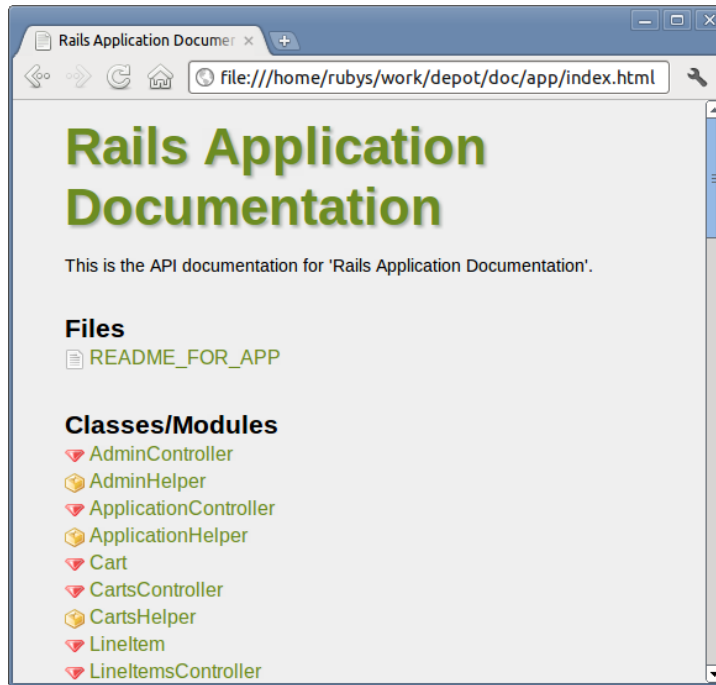 Rails Application Documer
file:///home/rubys/work/depot/doc/app/index.html
Rails Application
Documentation
This is the API documentation for 'Rails Application Documentation'.
Files
README_FOR_APP
Classes/Modules
AdminController
AdminHelper
ApplicationController
ApplicationHelper
Cart
CartsController
CartsHelper
LineItem
LineItemsController